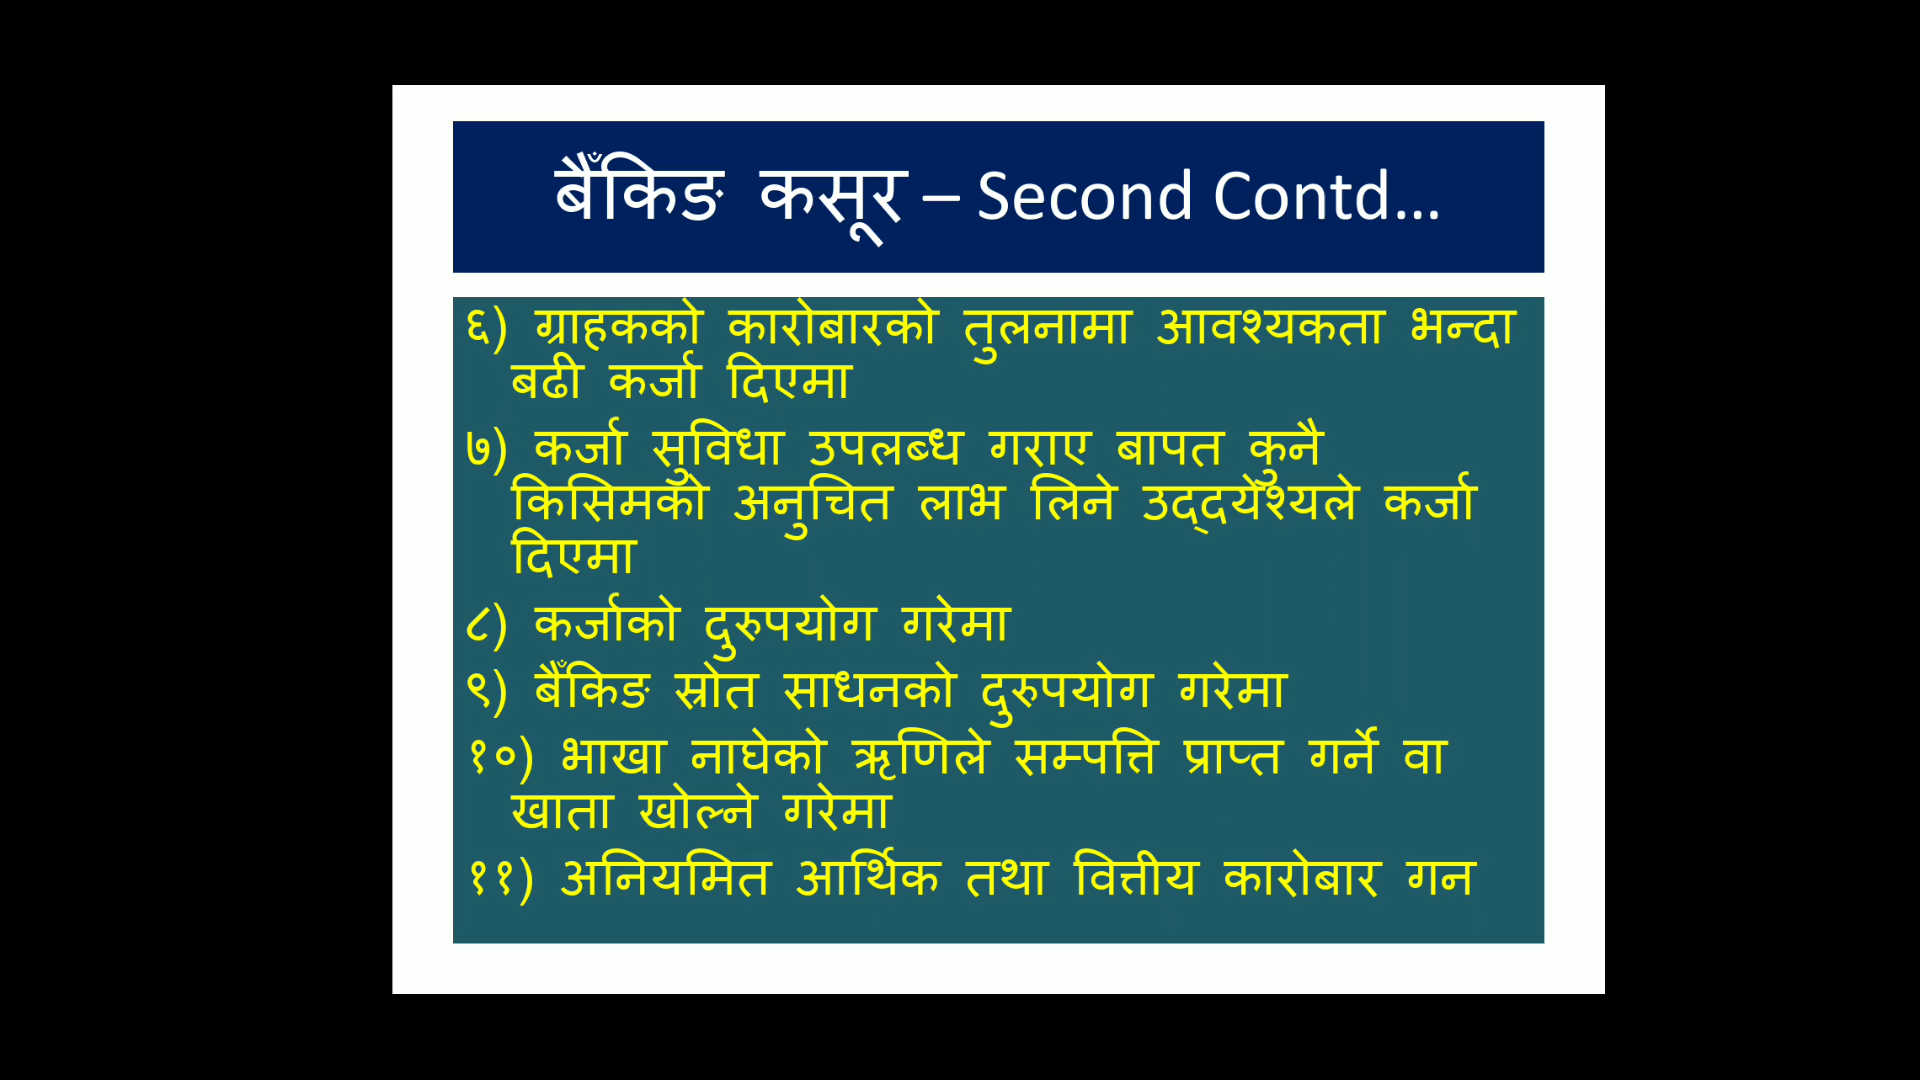 बैँकिङ कसूर – Second Contd...
६) ग्राहकको कारोबारको तुलनामा आवश्यकता भन्दा
बढी कर्जा दिएमा
७) कर्जा सुविधा उपलब्ध गराए बापत कुनै
किसिमको अनुचित लाभ लिने उद्दयेश्यले कर्जा
दिएमा
८) कर्जाको दुरुपयोग गरेमा
९) बैँकिङ स्रोत साधनको दुरुपयोग गरेमा
१०) भाखा नाघेको ऋणिले सम्पत्ति प्राप्त गर्ने वा
खाता खोल्ने गरेमा
११) अनियमित आर्थिक तथा वित्तीय कारोबार गन